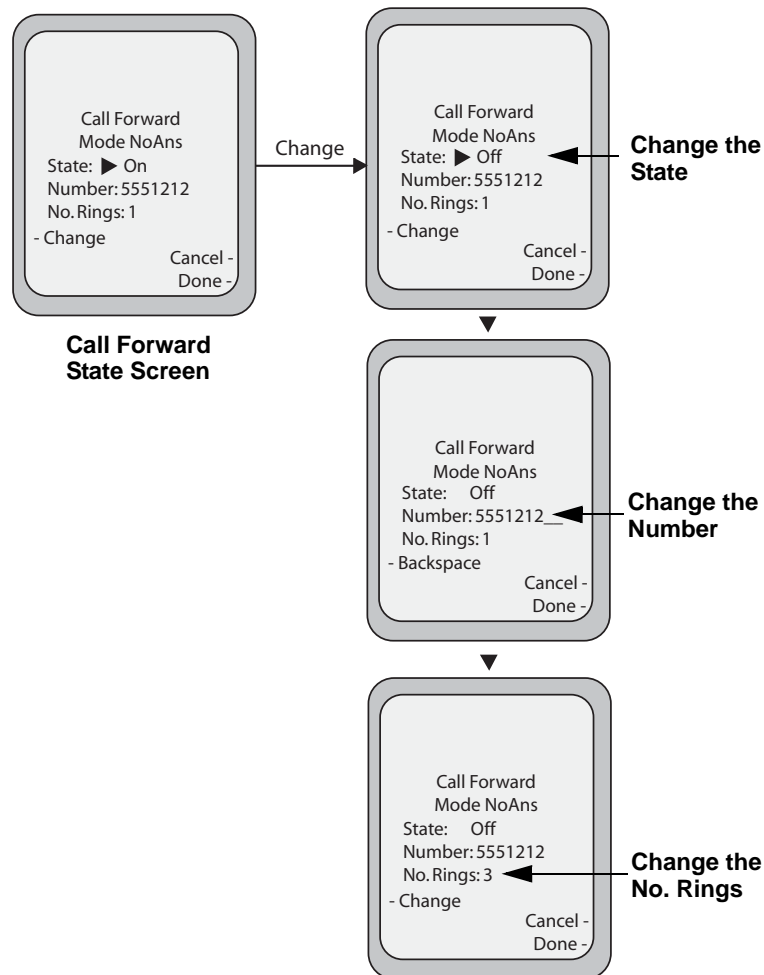 Call Forward
Mode NoAns
State: ▶ On
Number: 5551212
No. Rings: 1
- Change
Cancel -
Done -
Call Forward
State Screen
Change
Call Forward
Mode NoAns
State: ▶ Off
Number: 5551212
No. Rings: 1
- Change
Cancel -
Done -
Change the
State
Call Forward
Mode NoAns
State: Off
Number: 5551212__
No. Rings: 1
- Backspace
Cancel -
Done -
Change the
Number
Call Forward
Mode NoAns
State: Off
Number: 5551212
No. Rings: 3
- Change
Cancel -
Done -
Change the
No. Rings